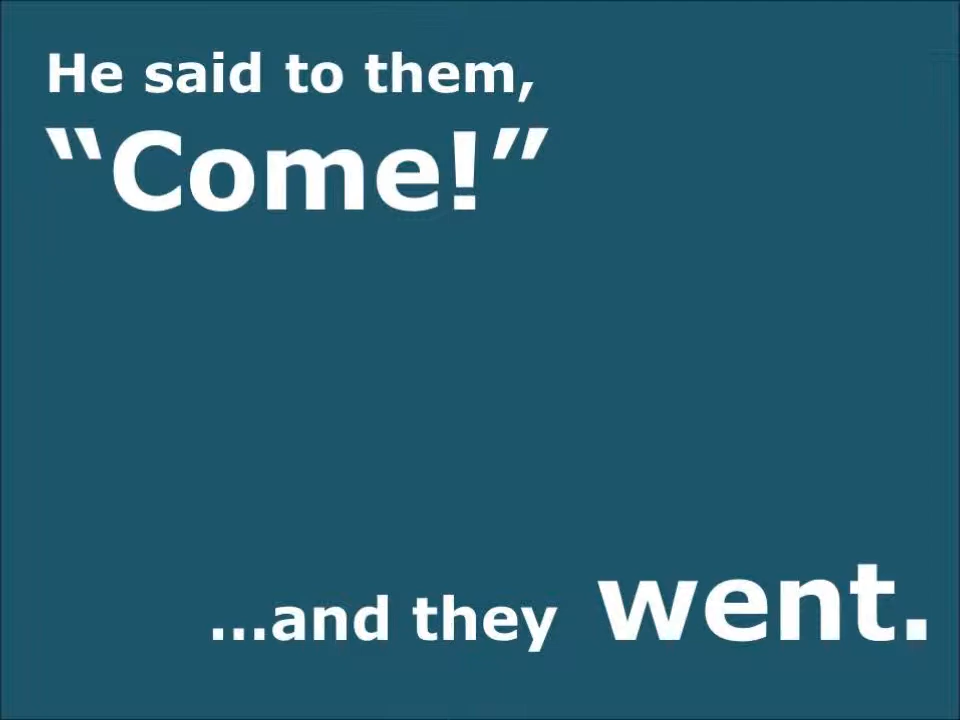 He said to them,
“Come!”
...and they went.